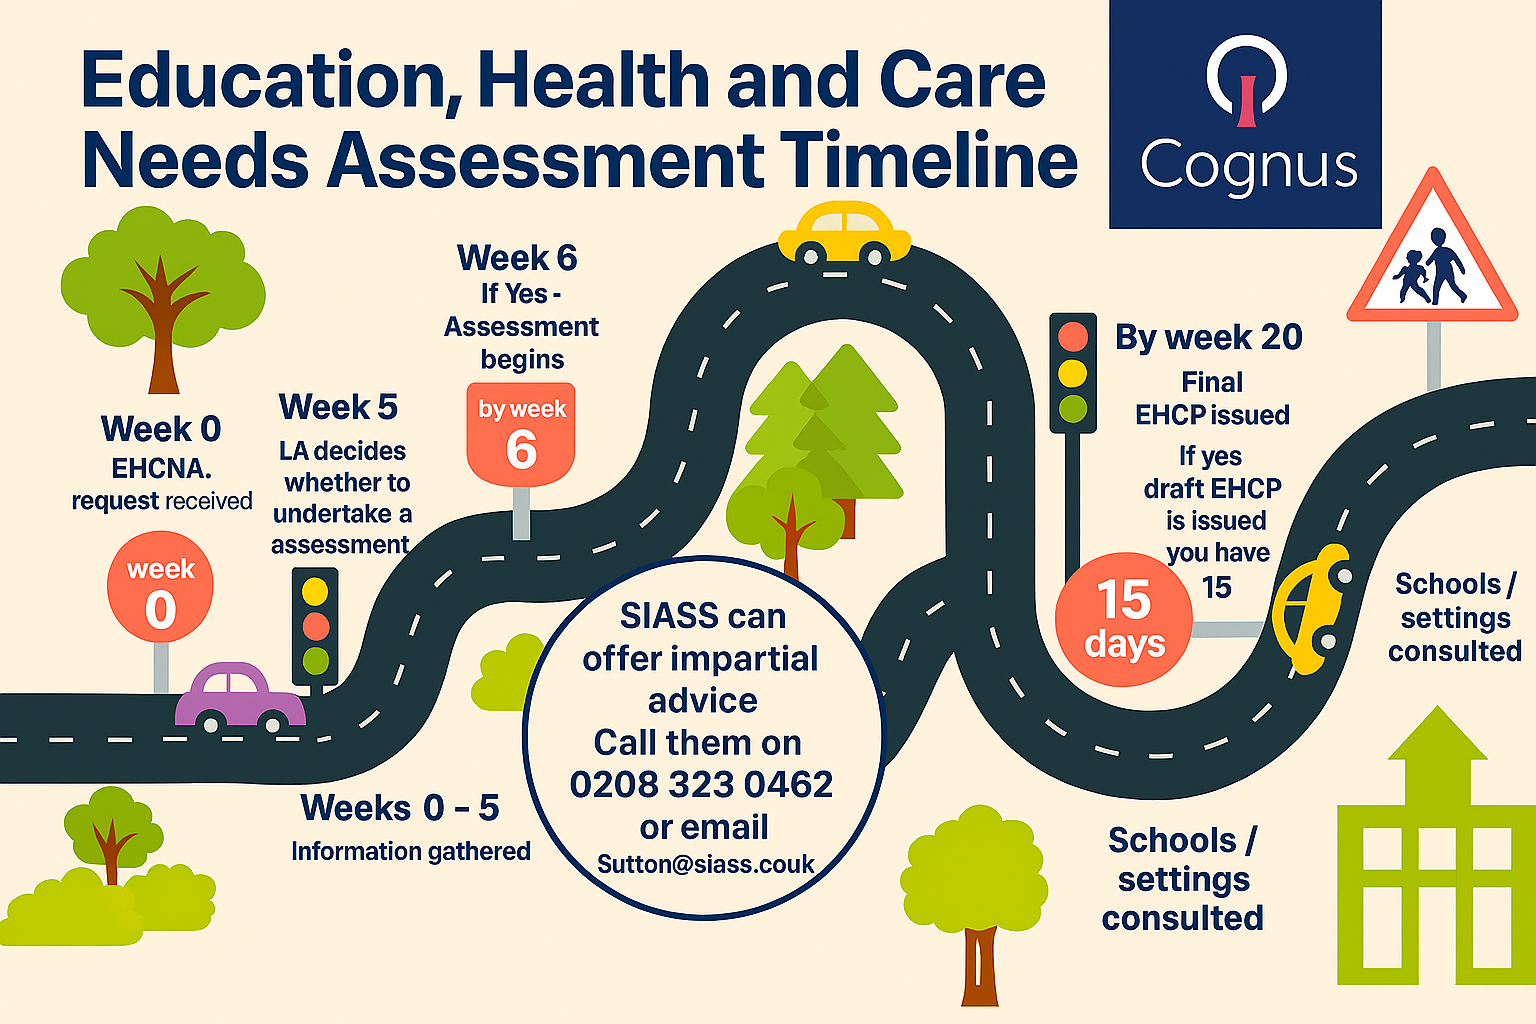 Education, Health and Care
Needs Assessment Timeline
Cognus
Week 0
EHCNA.
request received
week
0
Week 5
LA decides
whether to
undertake a
assessment
Week 6
If Yes -
Assessment
begins
by week
6
Weeks 0 – 5
Information gathered
SIASS can
offer impartial
advice
Call them on
0208 323 0462
or email
Sutton@siass.couk
By week 20
Final
EHCP issued
If yes
draft EHCP
is issued
you have
15
15
days
Schools /
settings
consulted
Schools /
settings
consulted